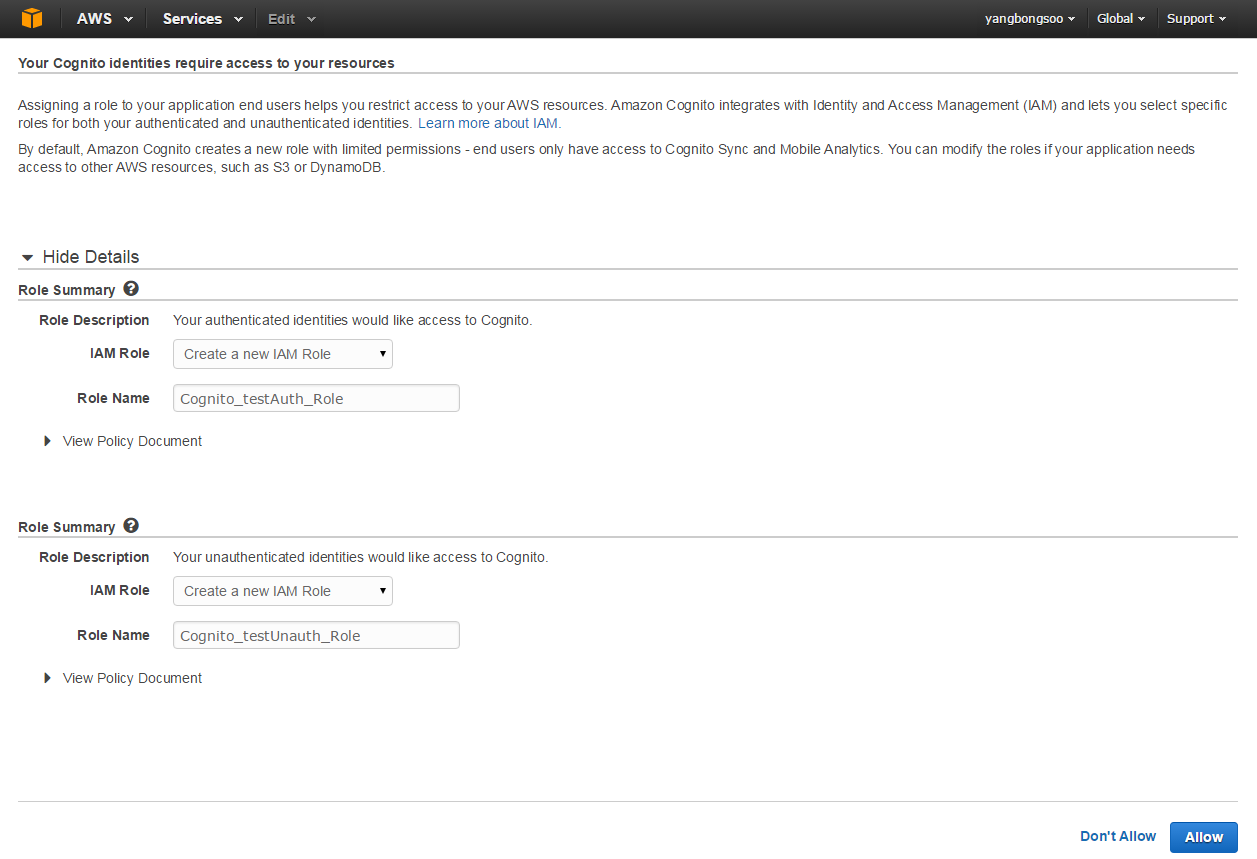 AWS Services Edit yangbongsoo Global Support
Your Cognito identities require access to your resources
Assigning a role to your application end users helps you restrict access to your AWS resources. Amazon Cognito integrates with Identity and Access Management (IAM) and lets you select specific
roles for both your authenticated and unauthenticated identities. Learn more about IAM.
By default, Amazon Cognito creates a new role with limited permissions - end users only have access to Cognito Sync and Mobile Analytics. You can modify the roles if your application needs
access to other AWS resources, such as S3 or DynamoDB.
Hide Details
Role Summary ?
Role Description Your authenticated identities would like access to Cognito.
IAM Role Create a new IAM Role
Role Name Cognito_testAuth_Role
View Policy Document
Role Summary ?
Role Description Your unauthenticated identities would like access to Cognito.
IAM Role Create a new IAM Role
Role Name Cognito_testUnauth_Role
View Policy Document
Don't Allow Allow